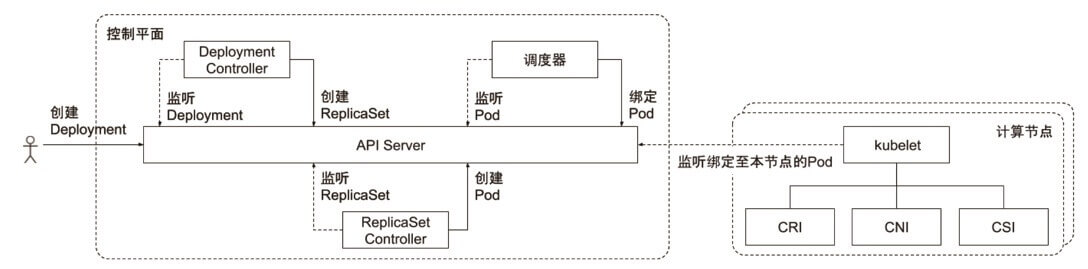 控制平面
Deployment
Controller
调度器
监听
Deployment
创建
ReplicaSet
监听
Pod
绑定
Pod
创建
Deployment
API Server
监听
ReplicaSet
创建
Pod
ReplicaSet
Controller
计算节点
kubelet
监听绑定至本节点的Pod
CRI
CNI
CSI